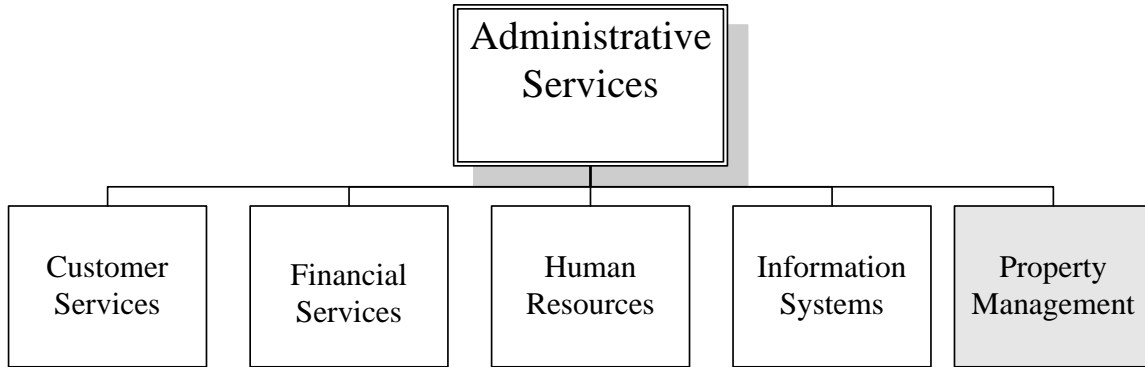 Administrative
Services
Customer
Services
Financial
Services
Human
Resources
Information
Systems
Property
Management